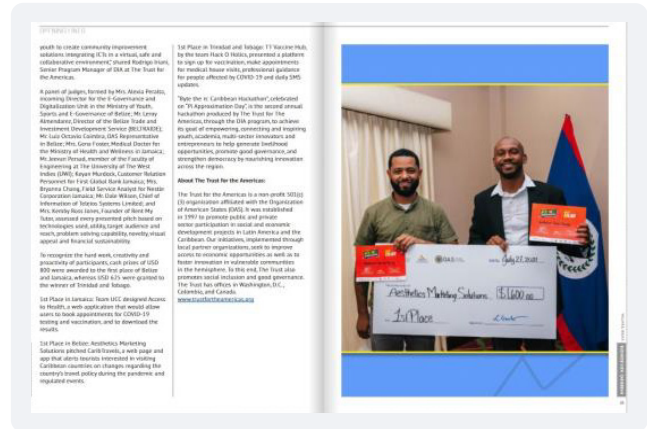 OPPORTUNITIES
youth to create community improvement
solutions integrating ICTs in a virtual, safe and
collaborative environment," shared Rodrigo Iriani,
Senior Program Manager of DIA at The Trust for
the Americas.
A panel of judges, formed by Mrs. Alexia Peralta,
incoming Director for the E-Governance and
Digitalization Unit in the Ministry of Youth,
Sports and E-Governance of Belize; Mr. Leroy
Almendarez, Director of the Belize Trade and
Investment Development Service (BELTRAIDE);
Mr. Luiz Octavio Coimbra, OAS Representative
in Belize; Mrs. Gena Foster, Medical Doctor for
the Ministry of Health and Wellness in Jamaica;
Mr. Jeevan Persad, member of the Faculty of
Engineering at The University of The West
Indies (UWI); Keyan Murdock, Customer Relation
Personnel for First Global Bank Jamaica; Mrs.
Bryanna Chang, Field Service Analyst for Nestle
Corporation Jamaica; Mr. Dale Wilson, Chief of
Information of Teleios Systems Limited; and
Mrs. Kemby Ross Jones, Founder of Rent My
Tutor, assessed every presented pitch based on
technologies used, utility, target audience and
reach, problem solving capability, novelty, visual
appeal and financial sustainability.
To recognize the hard work, creativity and
proactivity of participants, cash prizes of USD
800 were awarded to the first place of Belize
and Jamaica, whereas USD 625 were granted to
the winner of Trinidad and Tobago.
1st Place in Jamaica: Team UCC designed Access
to Health, a web application that would allow
users to book appointments for COVID-19
testing and vaccination, and to download the
results.
1st Place in Belize: Aesthetics Marketing
Solutions pitched CaribTravels, a web page and
app that alerts tourists interested in visiting
Caribbean countries on changes regarding the
country's travel policy during the pandemic and
regulated events.
1st Place in Trinidad and Tobago: TT Vaccine Hub,
by the team Hack O Holics, presented a platform
to sign up for vaccination, make appointments
for medical house visits, professional guidance
for people affected by COVID-19 and daily SMS
updates.
"Byte the π: Caribbean Hackathon", celebrated
on "Pi Approximation Day", is the second annual
hackathon produced by The Trust for The
Americas, through the DIA program, to achieve
its goal of empowering, connecting and inspiring
youth, academia, multi-sector innovators and
entrepreneurs to help generate livelihood
opportunities, promote good governance, and
strengthen democracy by nourishing innovation
across the region.
About The Trust for the Americas:
The Trust for the Americas is a non-profit 501(c)
(3) organization affiliated with the Organization
of American States (OAS). It was established
in 1997 to promote public and private
sector participation in social and economic
development projects in Latin America and the
Caribbean. Our initiatives, implemented through
local partner organizations, seek to improve
access to economic opportunities as well as to
foster innovation in vulnerable communities
in the hemisphere. To this end, The Trust also
promotes social inclusion and good governance.
The Trust has offices in Washington, D.C.,
Colombia, and Canada.
www.trustfortheamericas.org
OAS
July 27, 2021
Aesthetics Marketing Solutions $1,600.00
1st Place